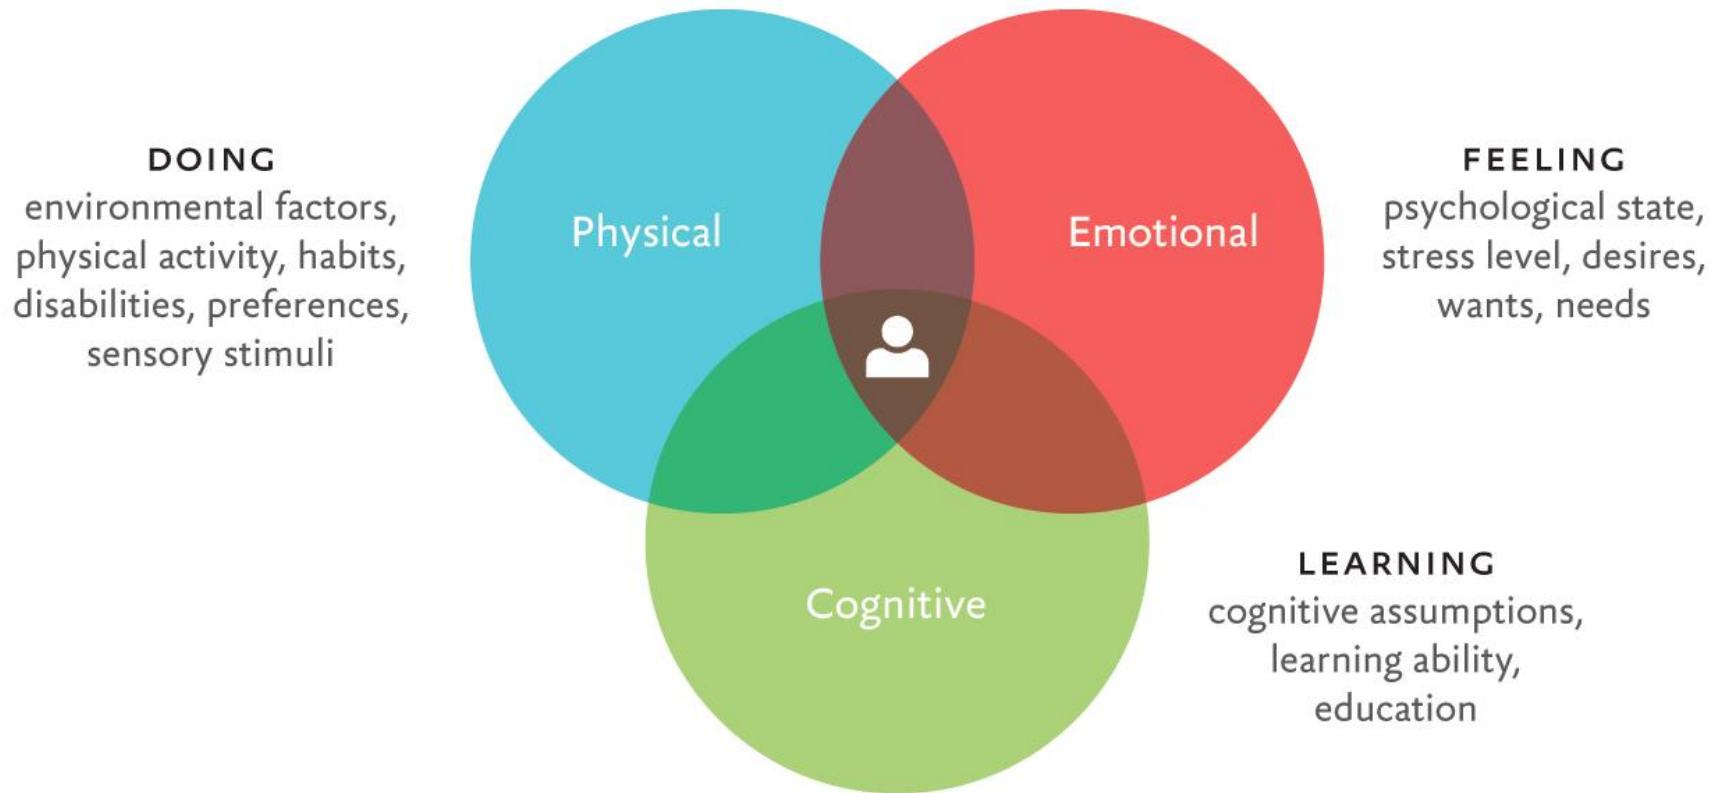 DOING
environmental factors,
physical activity, habits,
disabilities, preferences,
sensory stimuli
Physical
Emotional
FEELING
psychological state,
stress level, desires,
wants, needs
Cognitive
LEARNING
cognitive assumptions,
learning ability,
education